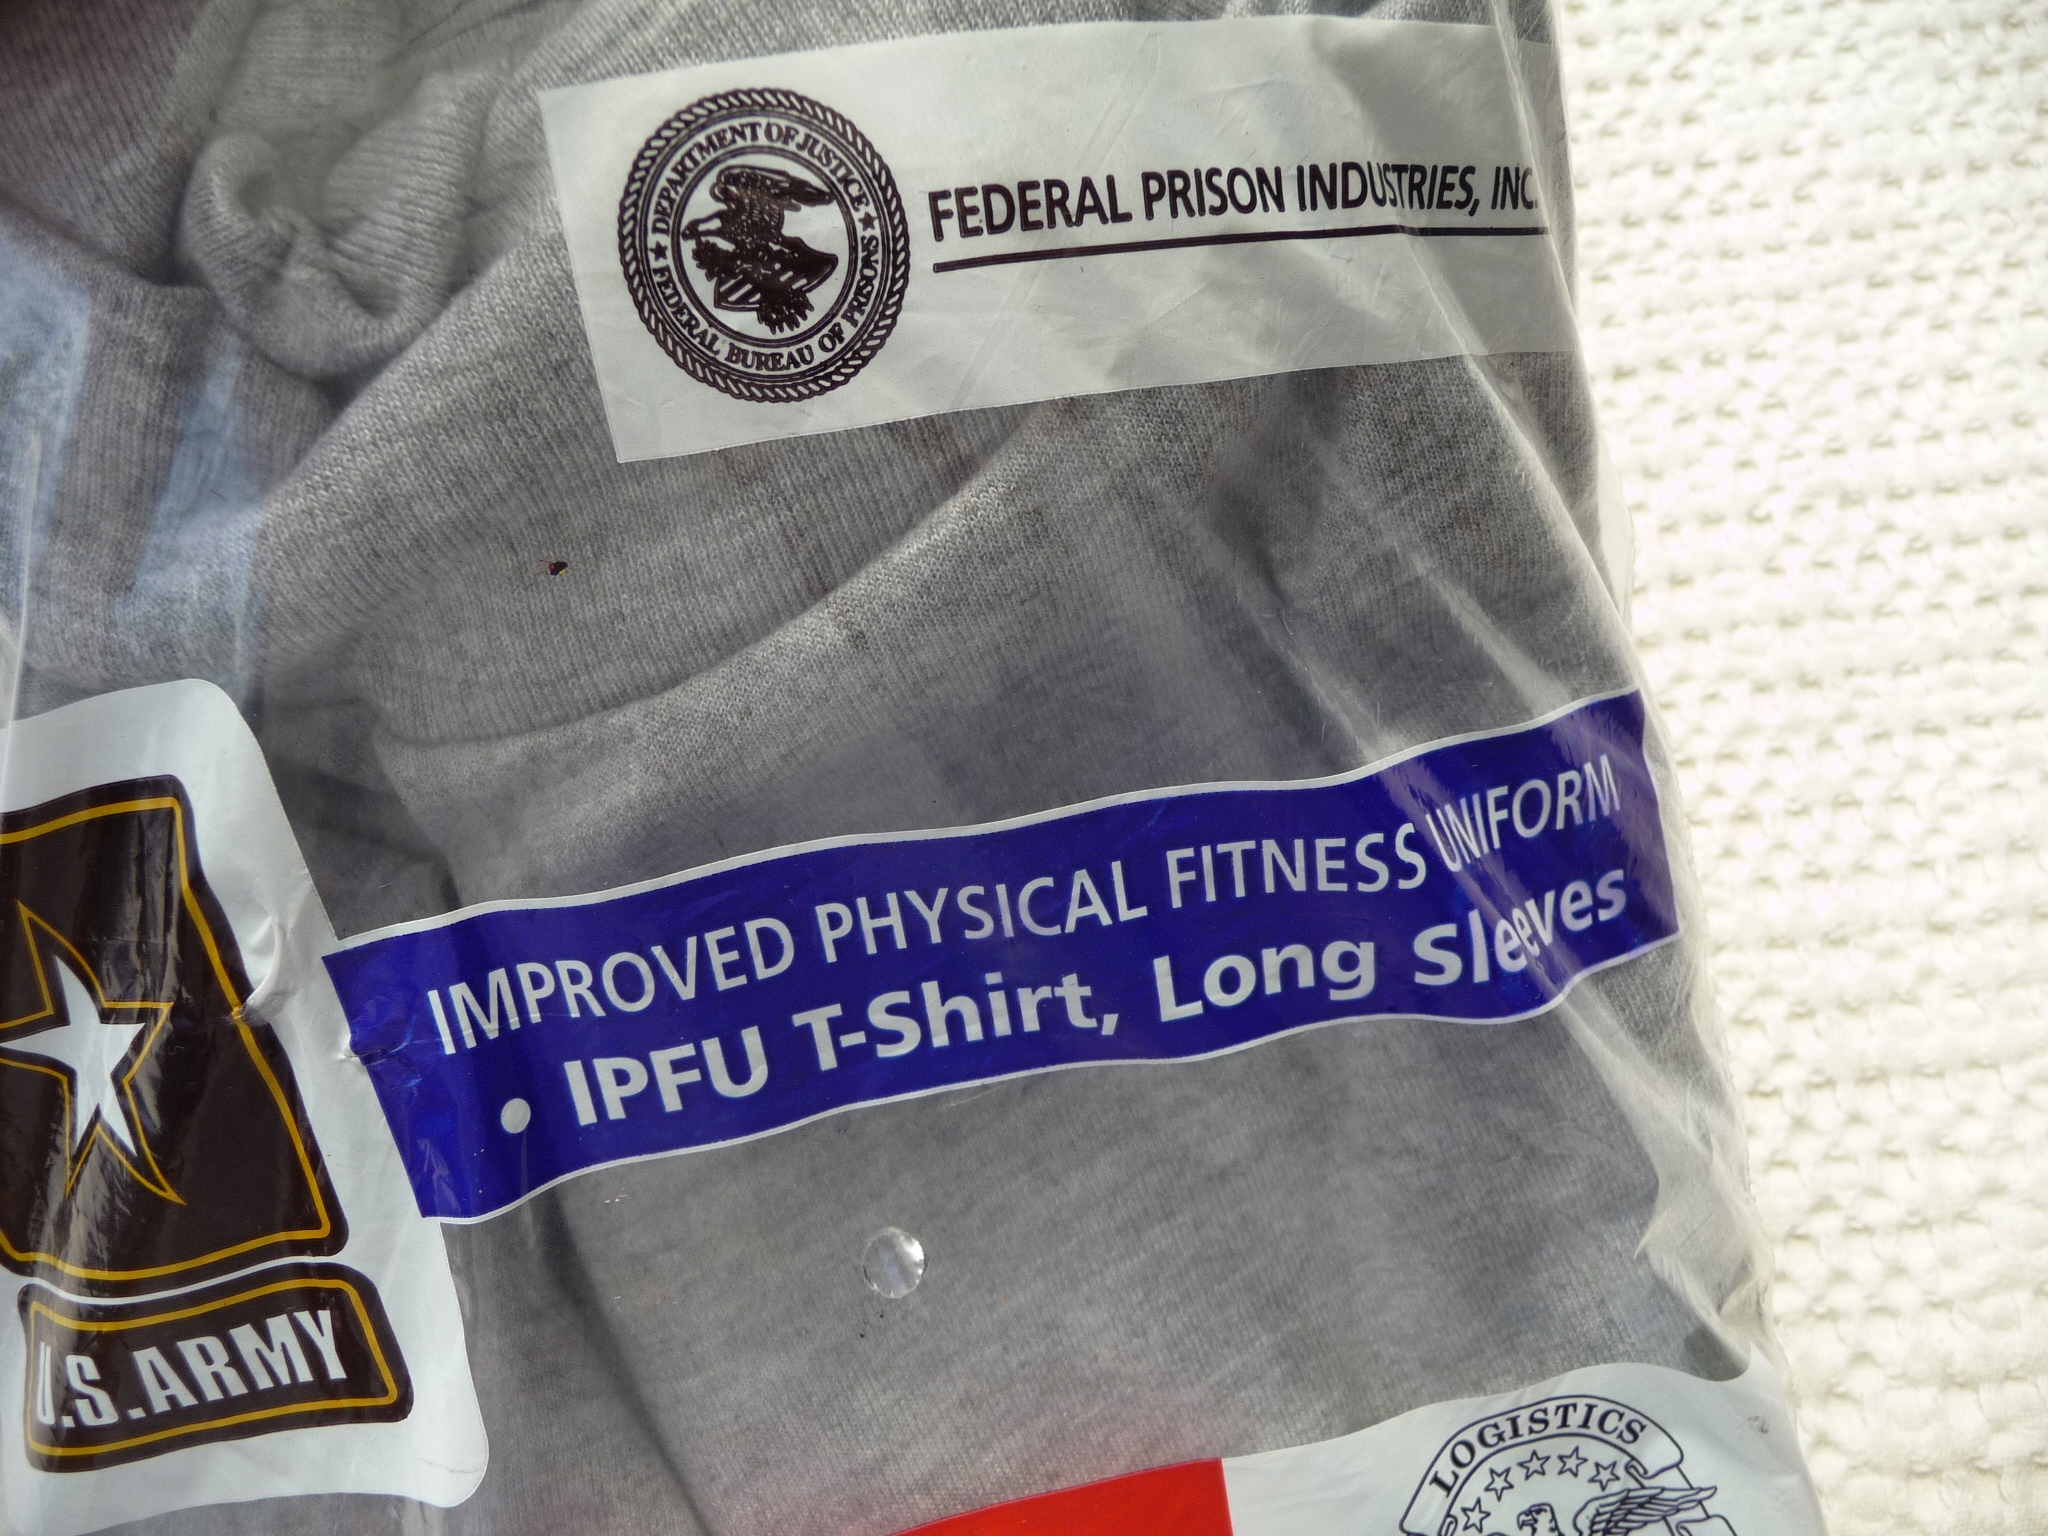 DEPARTMENT OF JUSTICE
FEDERAL BUREAU OF PRISONS
FEDERAL PRISON INDUSTRIES, INC.
IMPROVED PHYSICAL FITNESS UNIFORM
• IPFU T-Shirt, Long Sleeves
U.S.ARMY
LOGISTICS